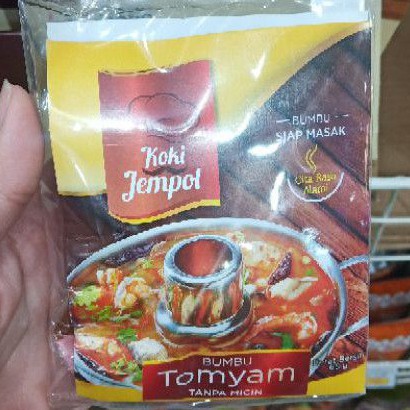 Koki
Jempol
BUMBU
SIAP MASAK
Cita Rasa
Alami
BUMBU
Tomyam
TANPA MICIN